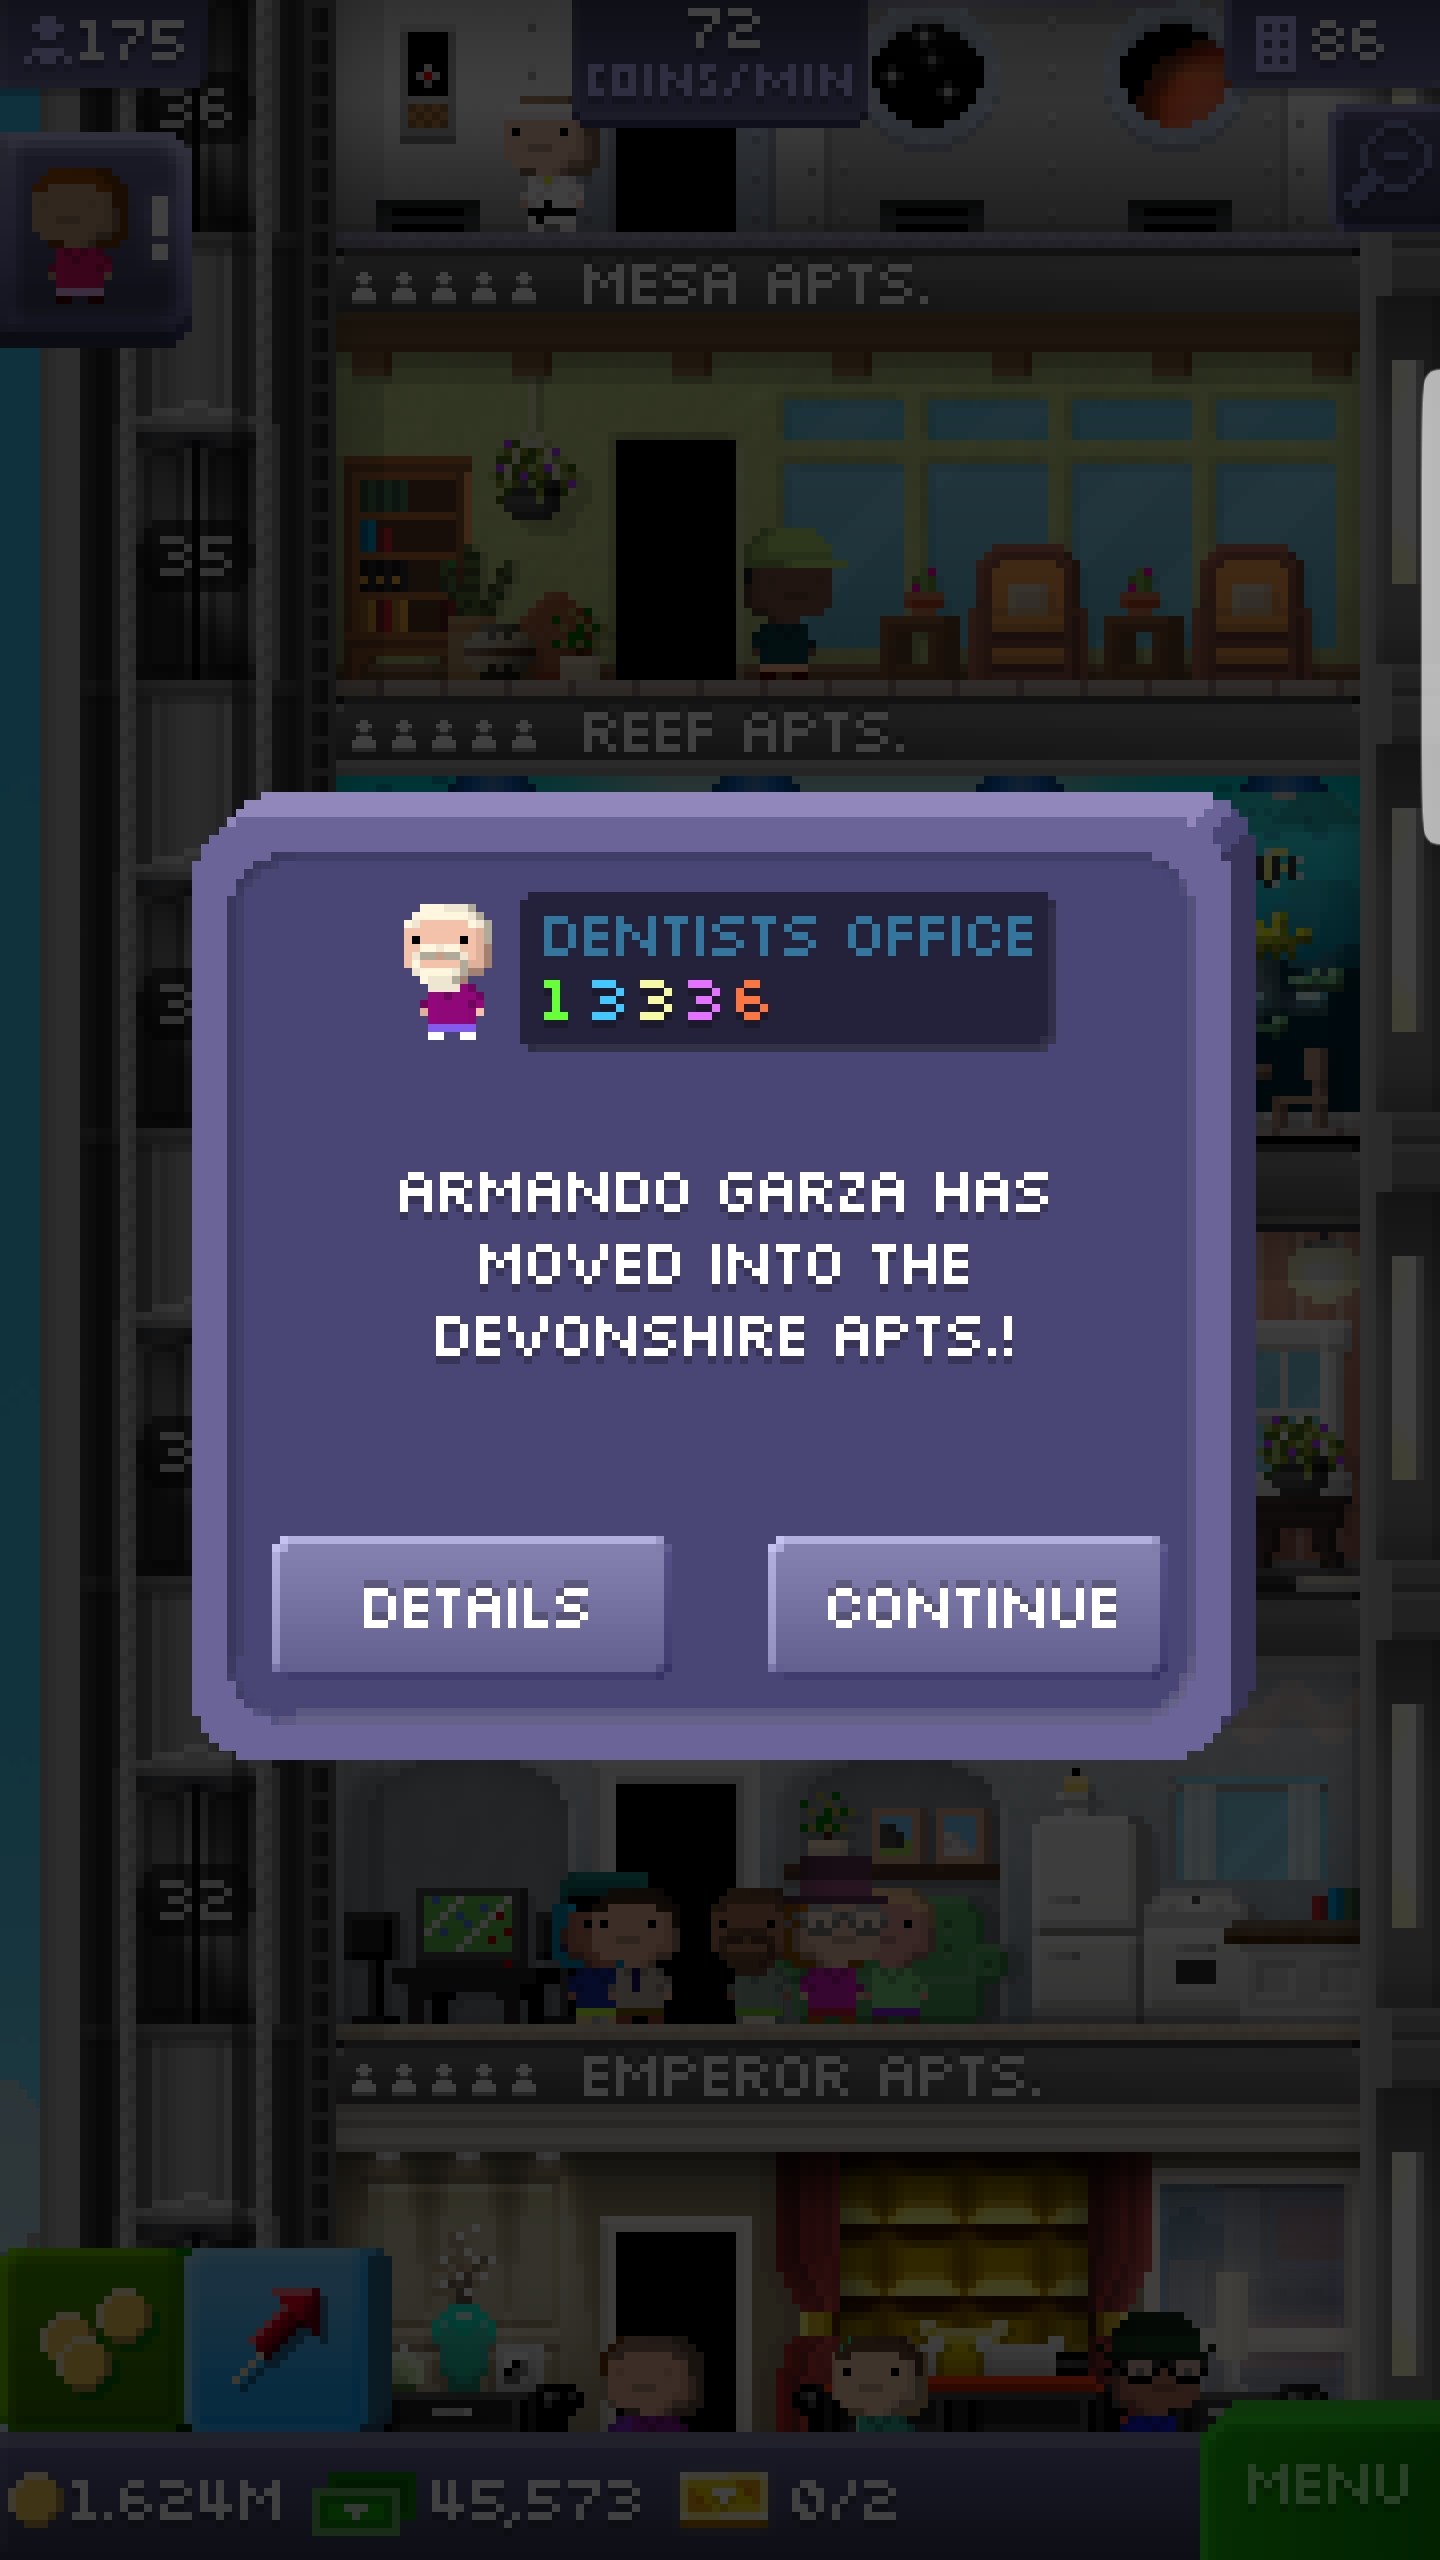 175
72
COINS/MIN
86
36
!
MESA APTS.
35
REEF APTS.
DENTISTS OFFICE
1 3 3 3 6
3
ARMANDO GARZA HAS
MOVED INTO THE
DEVONSHIRE APTS.!
3
DETAILS
CONTINUE
32
EMPEROR APTS.
1.624M
45,573
0/2
MENU